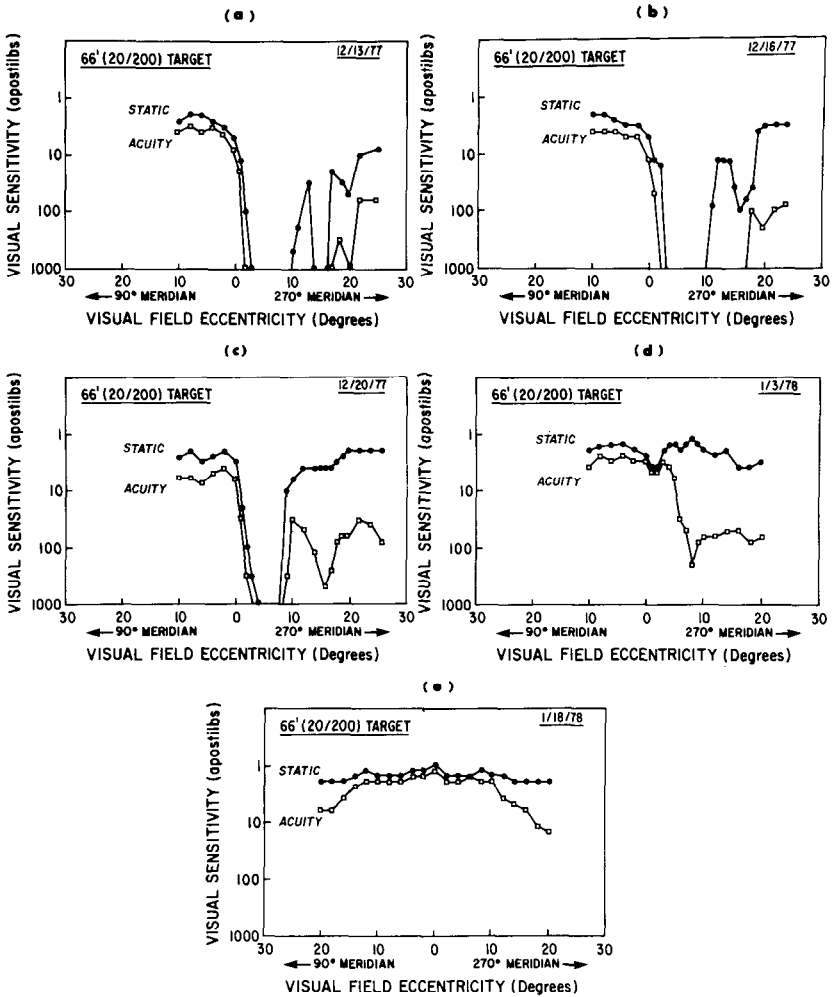 (a)
66' (20/200) TARGET
12/13/77
STATIC
ACUITY
VISUAL SENSITIVITY (apostilbs)
1
10
100
1000
30 20 10 0 10 20 30
90° MERIDIAN 270° MERIDIAN
VISUAL FIELD ECCENTRICITY (Degrees)
(b)
66' (20/200) TARGET
12/16/77
STATIC
ACUITY
VISUAL SENSITIVITY (apostilbs)
1
10
100
1000
30 20 10 0 10 20 30
90° MERIDIAN 270° MERIDIAN
VISUAL FIELD ECCENTRICITY (Degrees)
(c)
66' (20/200) TARGET
12/20/77
STATIC
ACUITY
VISUAL SENSITIVITY (apostilbs)
1
10
100
1000
30 20 10 0 10 20 30
90° MERIDIAN 270° MERIDIAN
VISUAL FIELD ECCENTRICITY (Degrees)
(d)
66' (20/200) TARGET
1/3/78
STATIC
ACUITY
VISUAL SENSITIVITY (apostilbs)
1
10
100
1000
30 20 10 0 10 20 30
90° MERIDIAN 270° MERIDIAN
VISUAL FIELD ECCENTRICITY (Degrees)
(e)
66' (20/200) TARGET
1/18/78
STATIC
ACUITY
VISUAL SENSITIVITY (apostilbs)
1
10
100
1000
30 20 10 0 10 20 30
90° MERIDIAN 270° MERIDIAN
VISUAL FIELD ECCENTRICITY (Degrees)